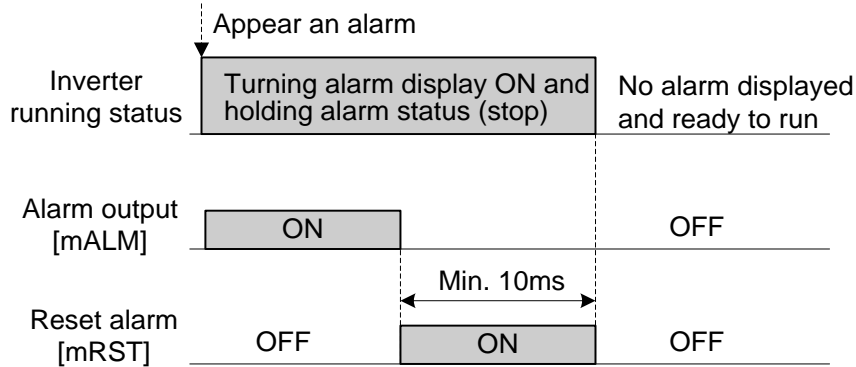 Appear an alarm
Inverter
running status
Turning alarm display ON and
holding alarm status (stop)
No alarm displayed
and ready to run
Alarm output
[mALM]
ON
OFF
Min. 10ms
Reset alarm
[mRST]
OFF
ON
OFF